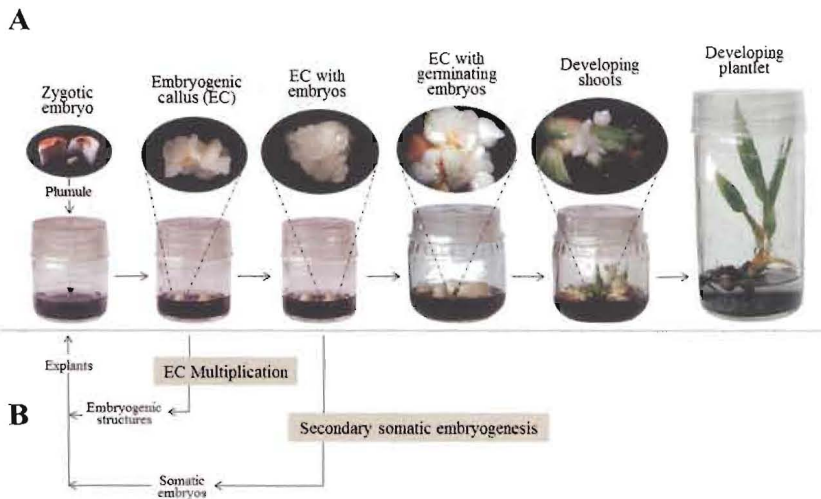 A
Zygotic
embryo
Embryogenic
callus (EC)
EC with
embryos
EC with
germinating
embryos
Developing
shoots
Developing
plantlet
Plumule
Explants
EC Multiplication
B
Embryogenic
structures
Secondary somatic embryogenesis
Somatic
embryos